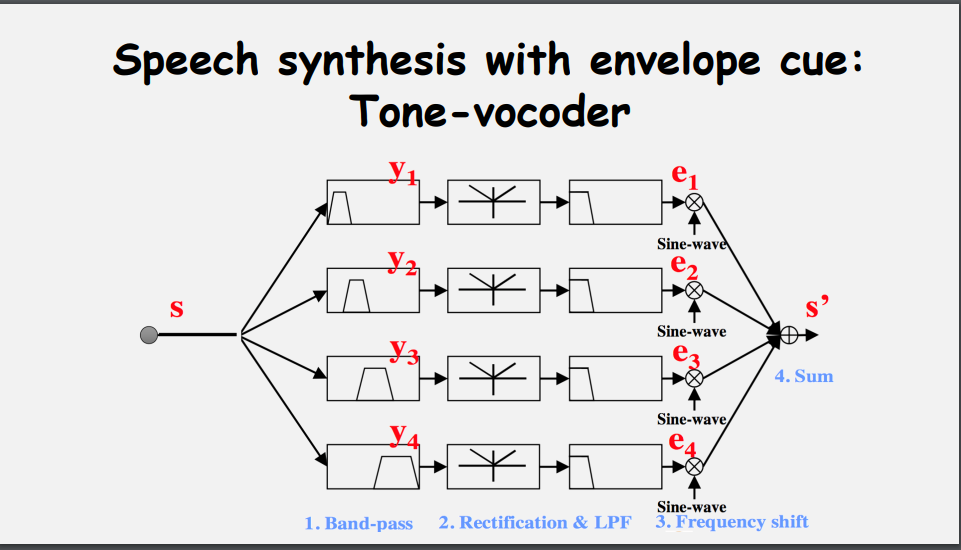 Speech synthesis with envelope cue:
Tone-vocoder
y1
e1
Sine-wave
y2
e2
Sine-wave
s
s’
y3
e3
4. Sum
Sine-wave
y4
e4
Sine-wave
1. Band-pass
2. Rectification & LPF
3. Frequency shift